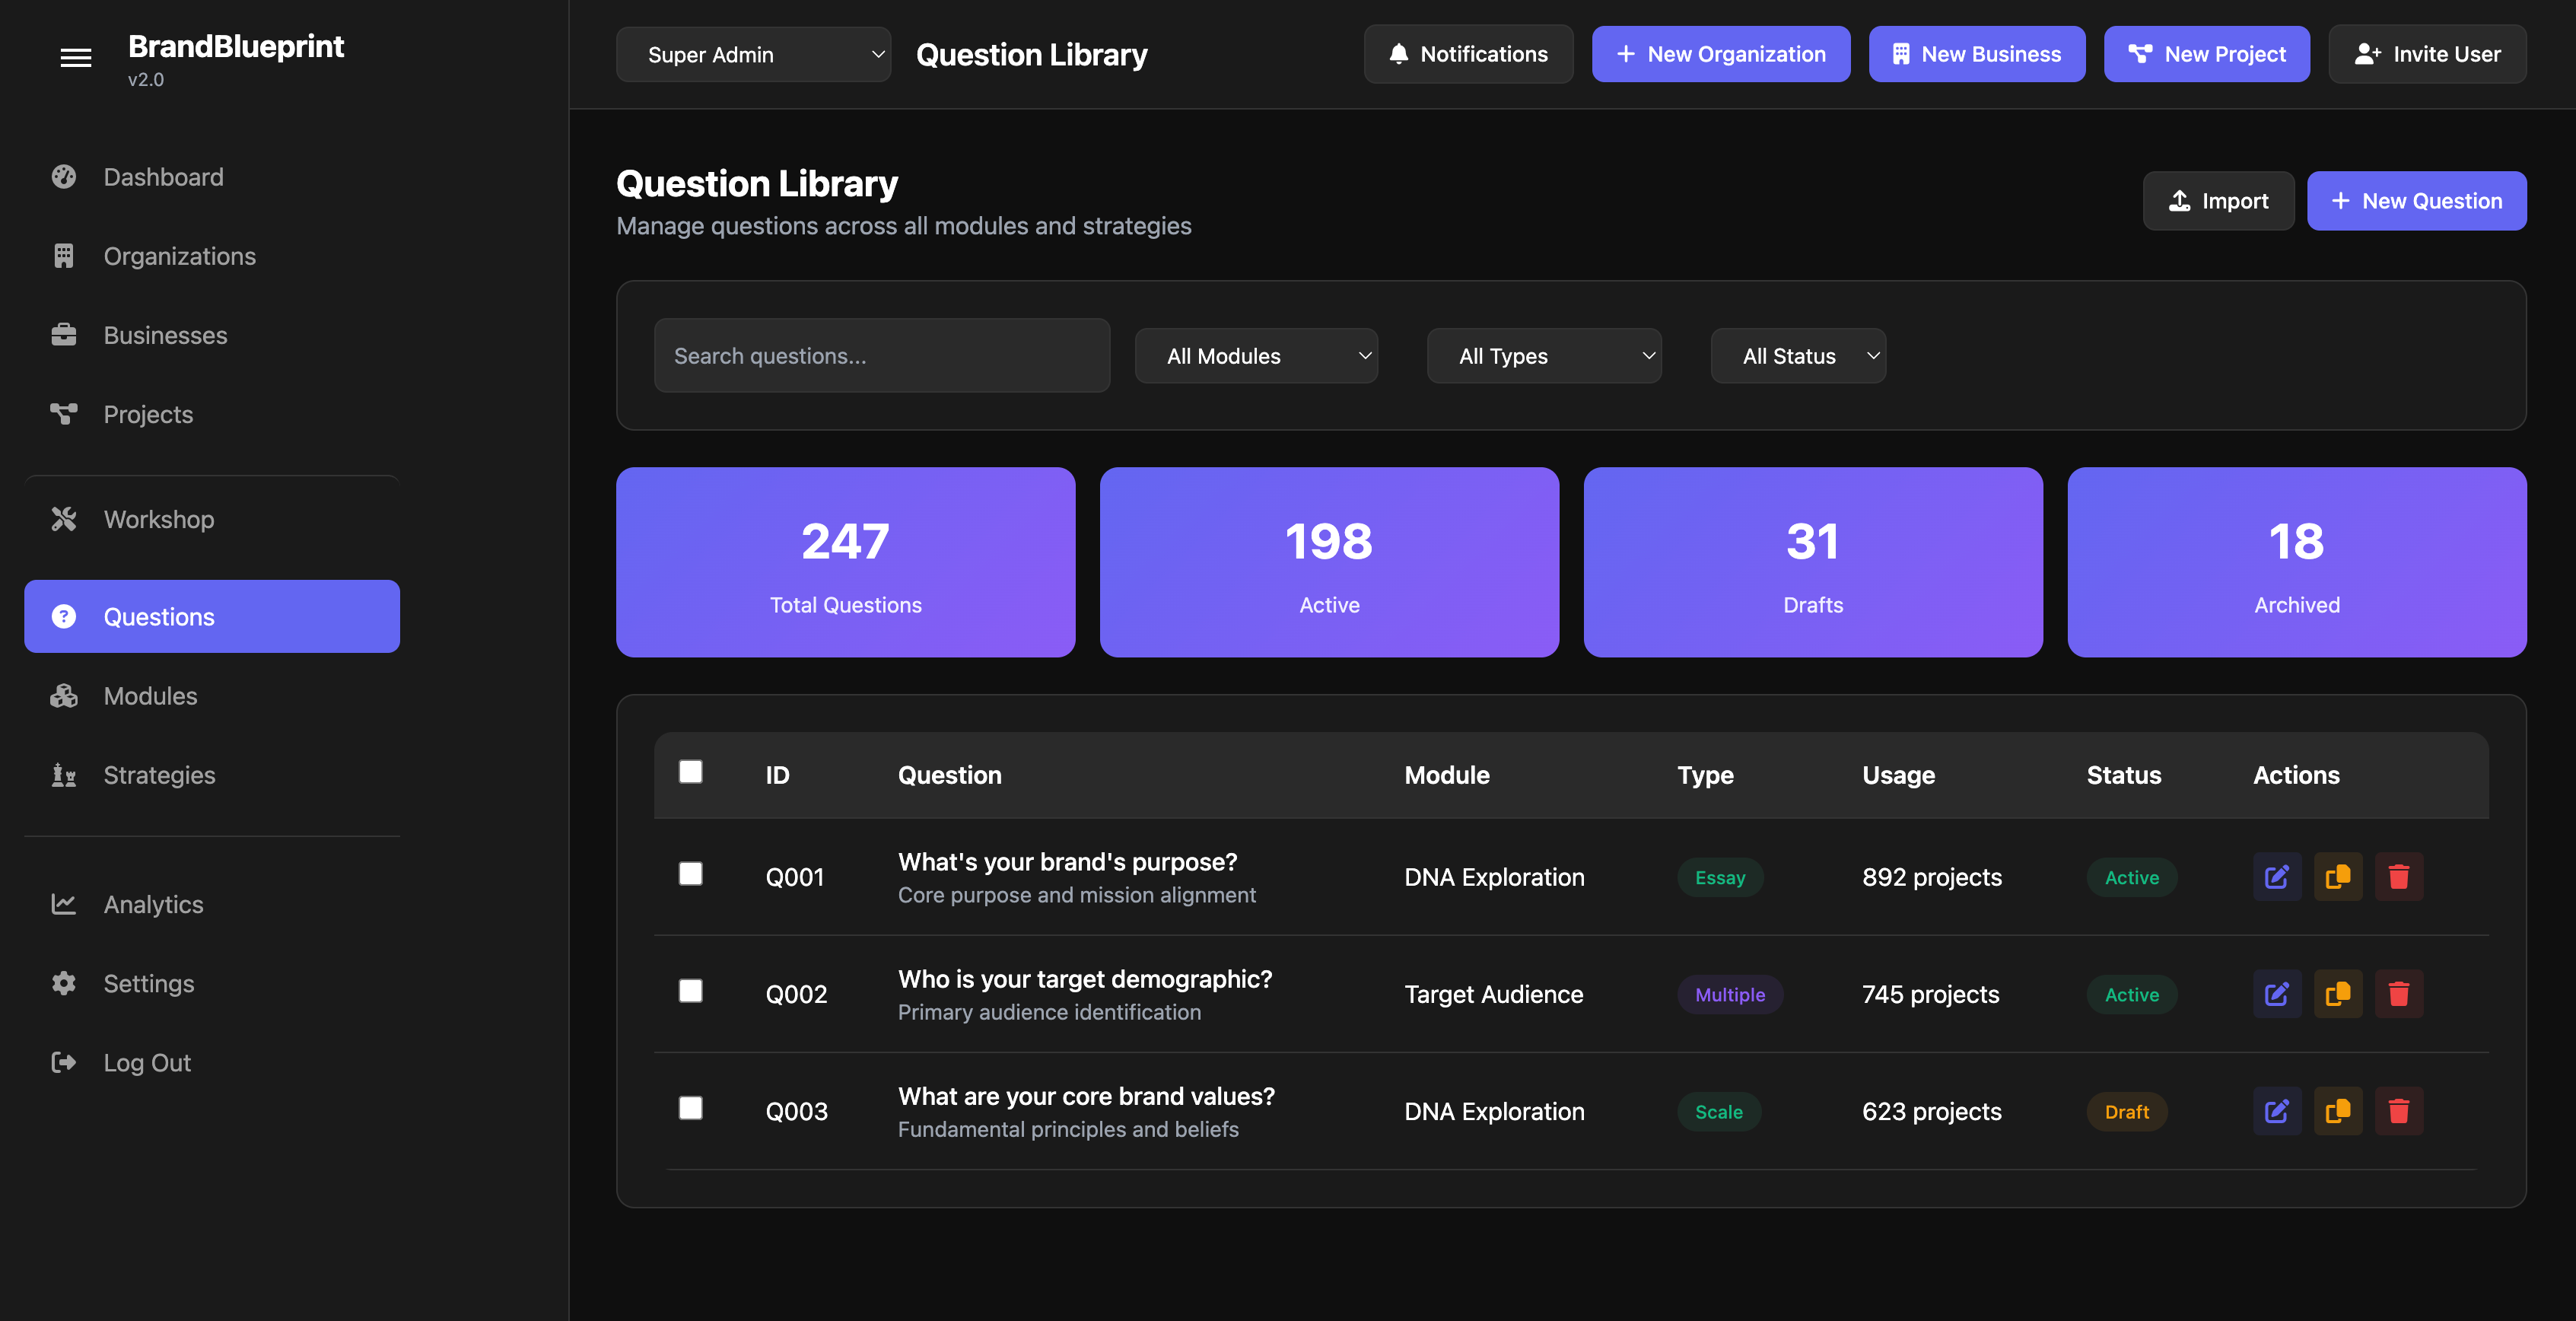 BrandBlueprint
v2.0
Dashboard
Organizations
Businesses
Projects
Workshop
Questions
Modules
Strategies
Analytics
Settings
Log Out
Super Admin
Question Library
Notifications
New Organization
New Business
New Project
Invite User
Question Library
Manage questions across all modules and strategies
Import
New Question
Search questions...
All Modules
All Types
All Status
247
Total Questions
198
Active
31
Drafts
18
Archived
ID Question Module Type Usage Status Actions
Q001 What's your brand's purpose? DNA Exploration Essay 892 projects Active
Core purpose and mission alignment
Q002 Who is your target demographic? Target Audience Multiple 745 projects Active
Primary audience identification
Q003 What are your core brand values? DNA Exploration Scale 623 projects Draft
Fundamental principles and beliefs